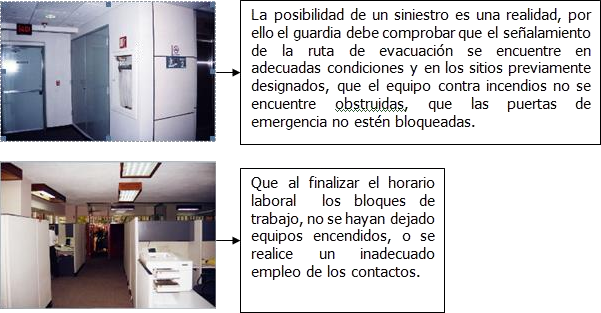 La posibilidad de un siniestro es una realidad, por
ello el guardia debe comprobar que el señalamiento
de la ruta de evacuación se encuentre en
adecuadas condiciones y en los sitios previamente
designados, que el equipo contra incendios no se
encuentre obstruidas, que las puertas de
emergencia no estén bloqueadas.
Que al finalizar el horario
laboral los bloques de
trabajo, no se hayan dejado
equipos encendidos, o se
realice un inadecuado
empleo de los contactos.